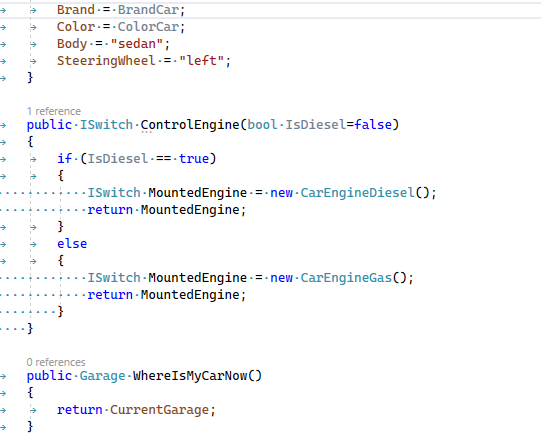 Brand = BrandCar;
Color = ColorCar;
Body = "sedan";
SteeringWheel = "left";
}
1 reference
public ISwitch ControlEngine(bool IsDiesel=false)
{
if (IsDiesel == true)
{
ISwitch MountedEngine = new CarEngineDiesel();
return MountedEngine;
}
else
{
ISwitch MountedEngine = new CarEngineGas();
return MountedEngine;
}
}
0 references
public Garage WhereIsMyCarNow()
{
return CurrentGarage;
}